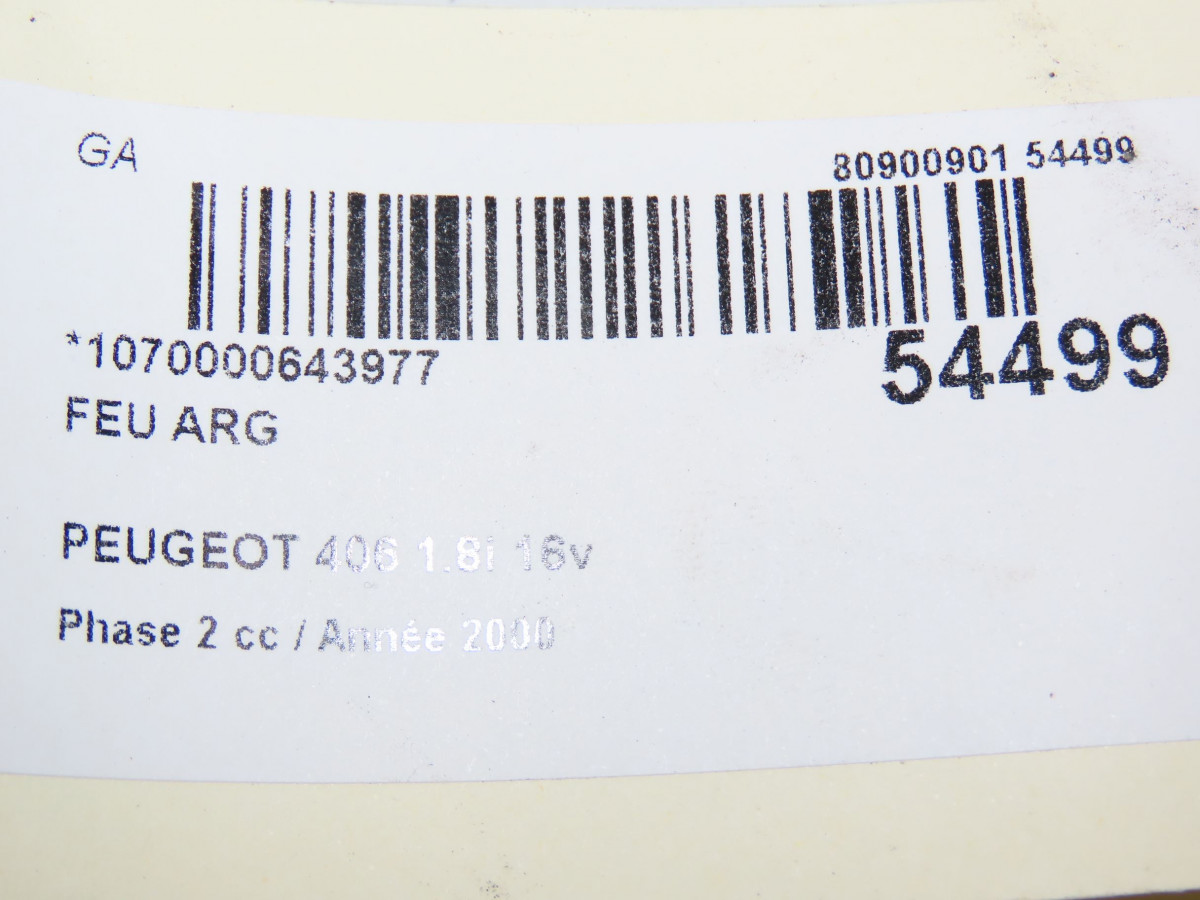 GA
80900901 54499
*1070000643977
54499
FEU ARG
PEUGEOT 406 1.8i 16v
Phase 2 cc / Année 2000